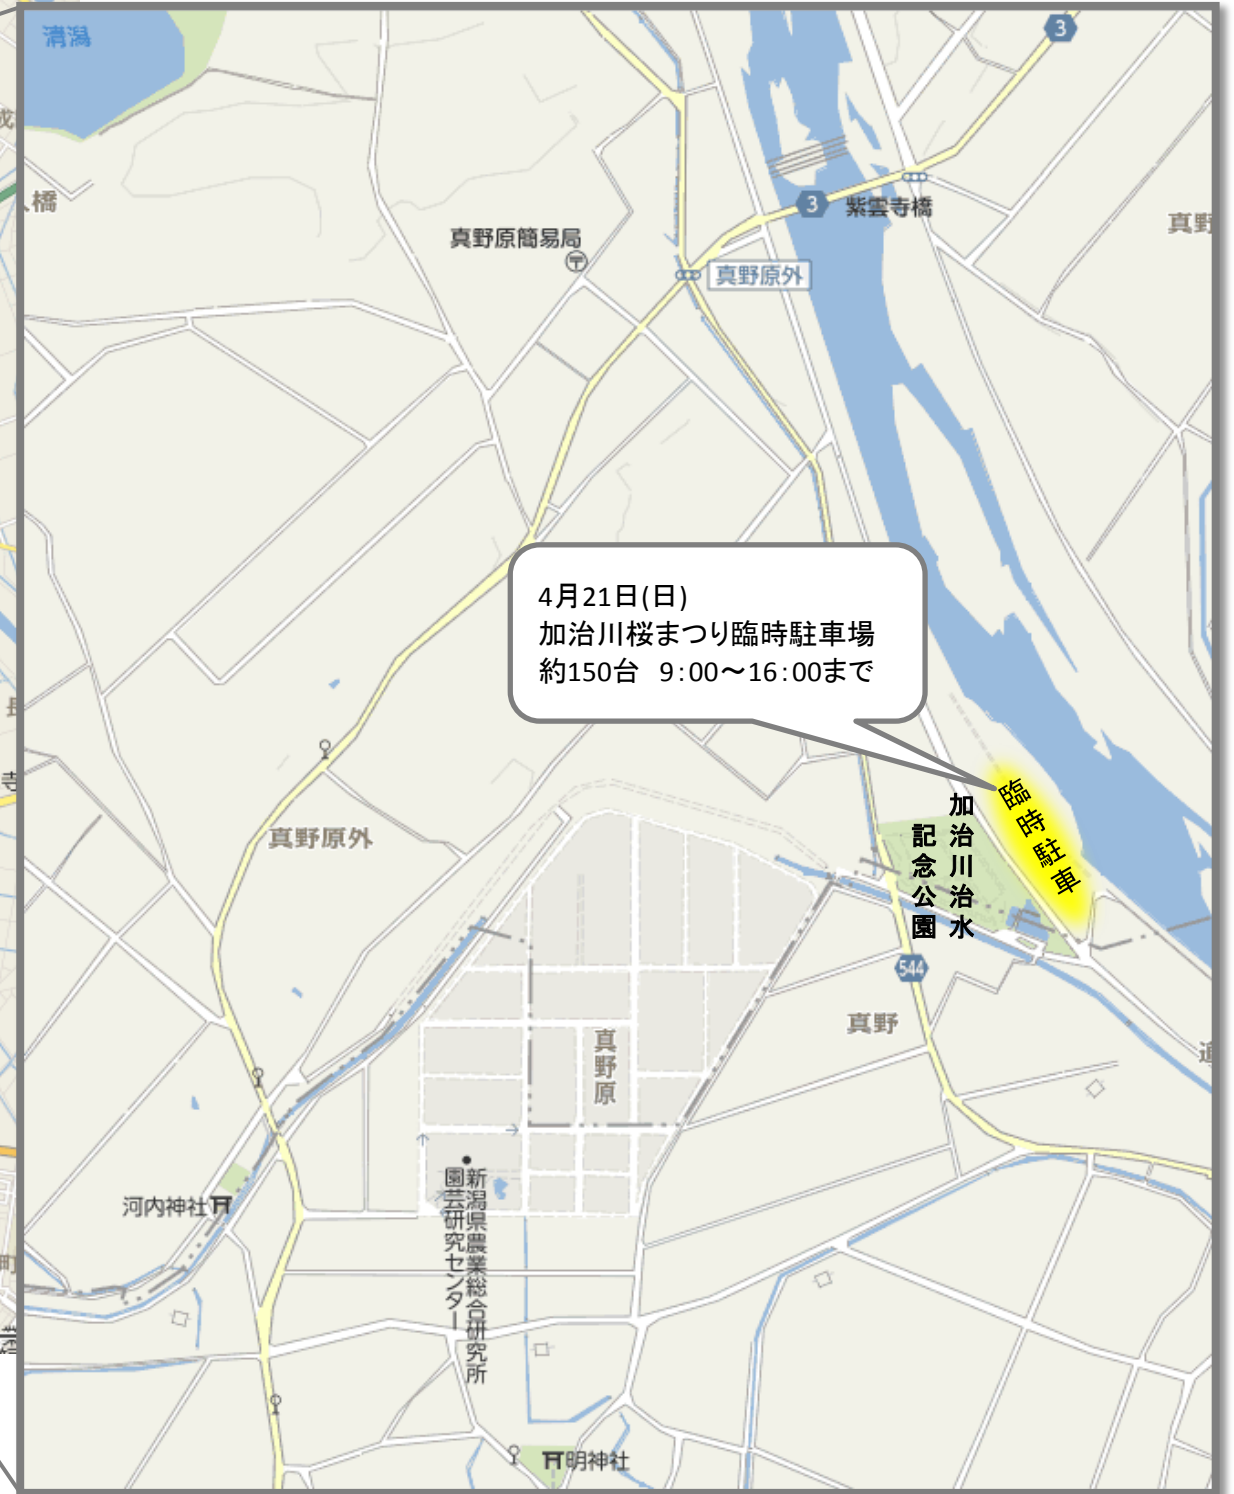 清潟
3
橋
3
紫雲寺橋
真野
真野原簡易局
真野原外
4月21日(日)
加治川桜まつり臨時駐車場
約150台　9：00～16：00まで
臨時駐車
加治川治水
記念公園
真野原外
544
真野
真野原
河内神社
新潟県農業総合研究所
園芸研究センター
明神社
寺
町